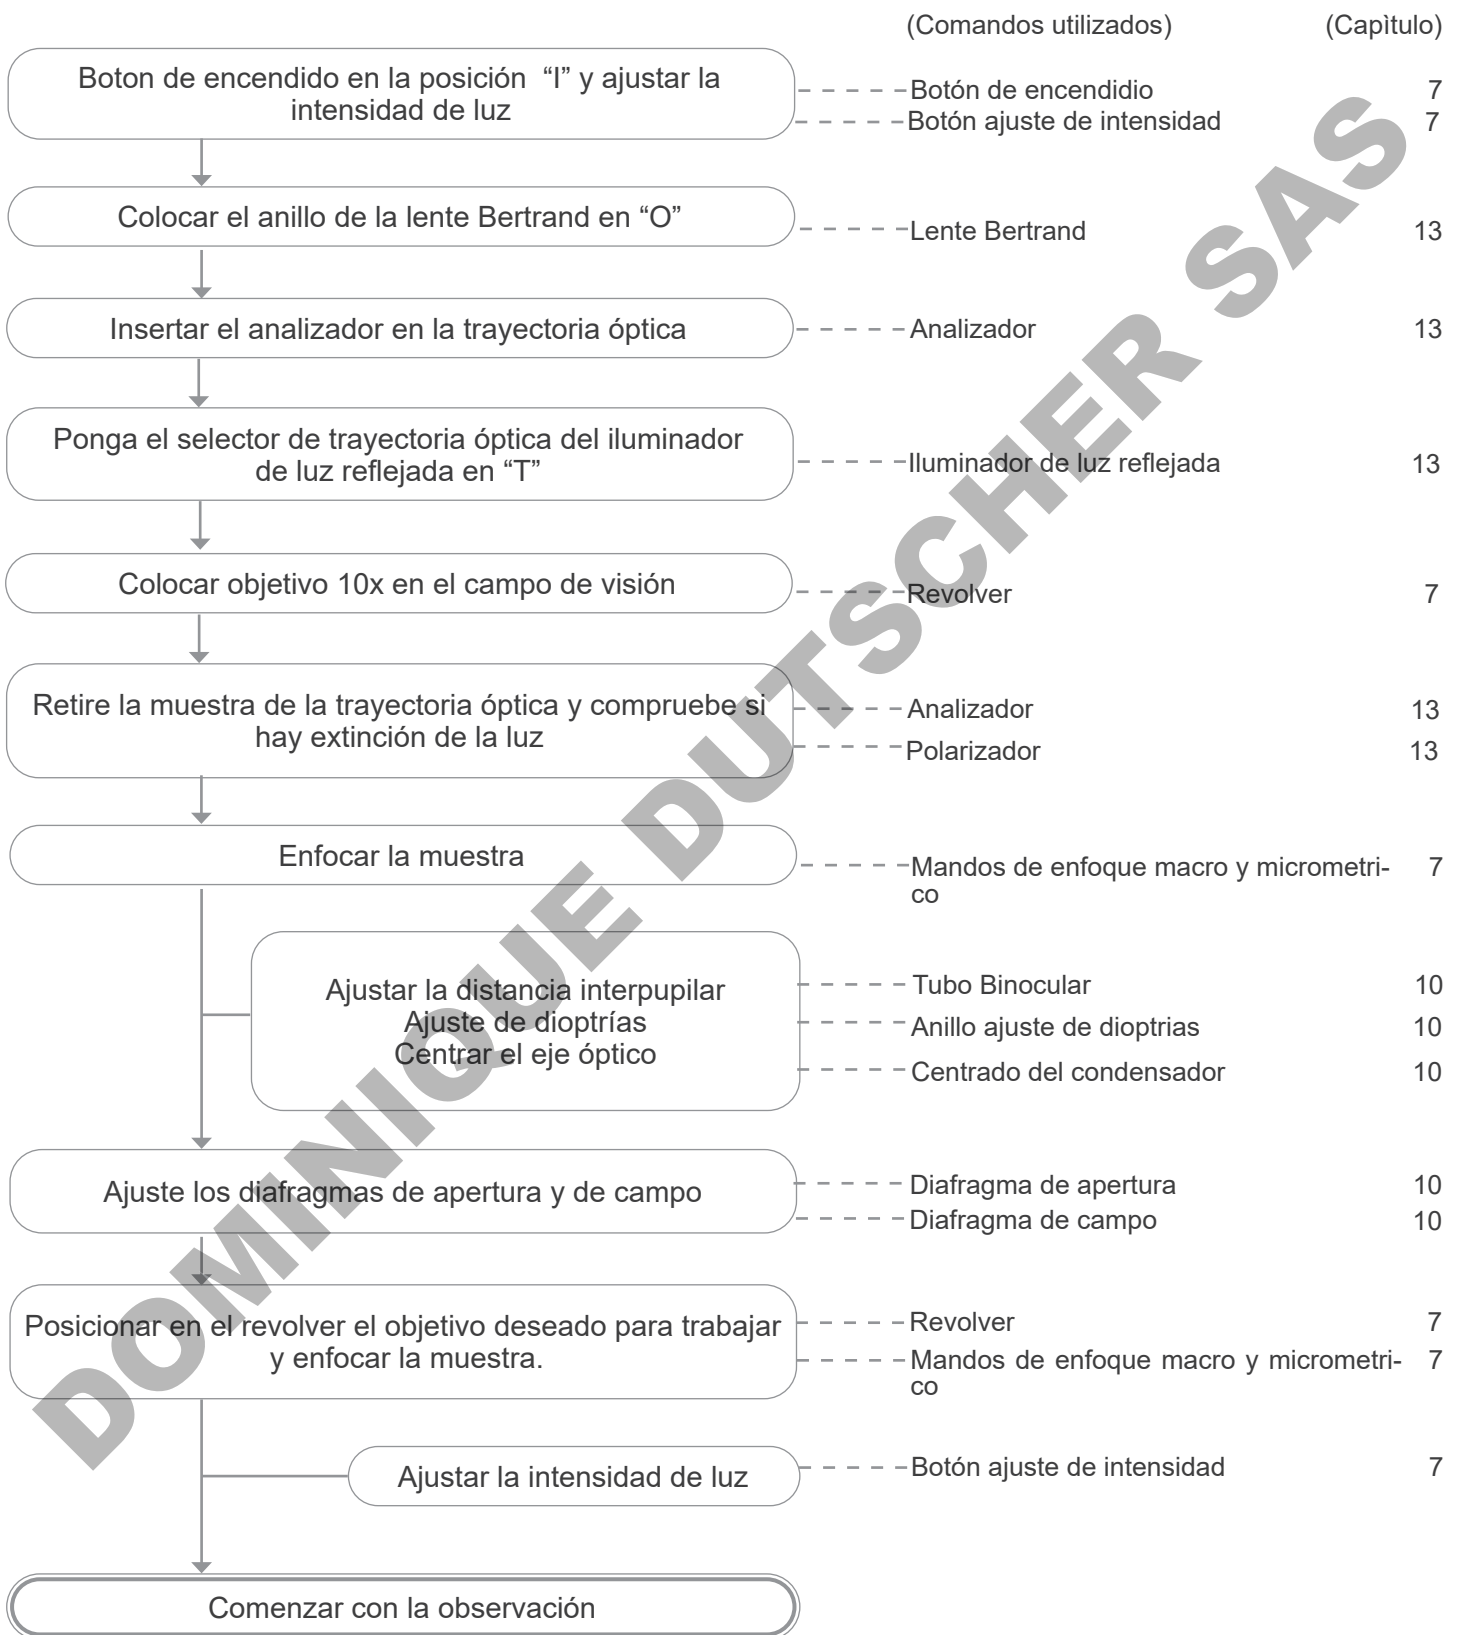 (Comandos utilizados) (Capìtulo)
Boton de encendido en la posición “I” y ajustar la
intensidad de luz
Botón de encendidio 7
Botón ajuste de intensidad 7
Colocar el anillo de la lente Bertrand en “O”
Lente Bertrand 13
Insertar el analizador en la trayectoria óptica
Analizador 13
Ponga el selector de trayectoria óptica del iluminador
de luz reflejada en “T”
Iluminador de luz reflejada 13
Colocar objetivo 10x en el campo de visión
Revolver 7
Retire la muestra de la trayectoria óptica y compruebe si
hay extinción de la luz
Analizador 13
Polarizador 13
Enfocar la muestra
Mandos de enfoque macro y micrometri- 7
co
Ajustar la distancia interpupilar
Ajuste de dioptrías
Centrar el eje óptico
Tubo Binocular 10
Anillo ajuste de dioptrias 10
Centrado del condensador 10
Ajuste los diafragmas de apertura y de campo
Diafragma de apertura 10
Diafragma de campo 10
Posicionar en el revolver el objetivo deseado para trabajar
y enfocar la muestra.
Revolver 7
Mandos de enfoque macro y micrometri- 7
co
Ajustar la intensidad de luz
Botón ajuste de intensidad 7
Comenzar con la observación
DOMINIQUE DUTSCHER SAS